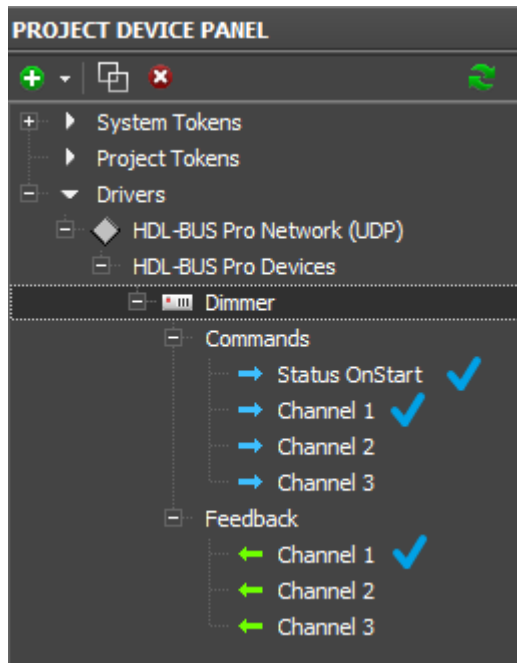 PROJECT DEVICE PANEL
System Tokens
Project Tokens
Drivers
HDL-BUS Pro Network (UDP)
HDL-BUS Pro Devices
Dimmer
Commands
Status OnStart
Channel 1
Channel 2
Channel 3
Feedback
Channel 1
Channel 2
Channel 3